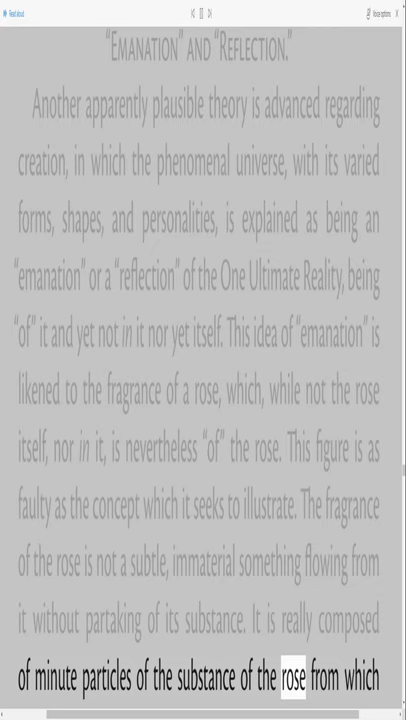 Read aloud
Voice options
“EMANATION” AND “REFLECTION.”
Another apparently plausible theory is advanced regarding
creation, in which the phenomenal universe, with its varied
forms, shapes, and personalities, is explained as being an
“emanation” or a “reflection” of the One Ultimate Reality, being
“of” it and yet not in it nor yet itself. This idea of “emanation” is
likened to the fragrance of a rose, which, while not the rose
itself, nor in it, is nevertheless “of” the rose. This figure is as
faulty as the concept which it seeks to illustrate. The fragrance
of the rose is not a subtle, immaterial something flowing from
it without partaking of its substance. It is really composed
of minute particles of the substance of the rose from which